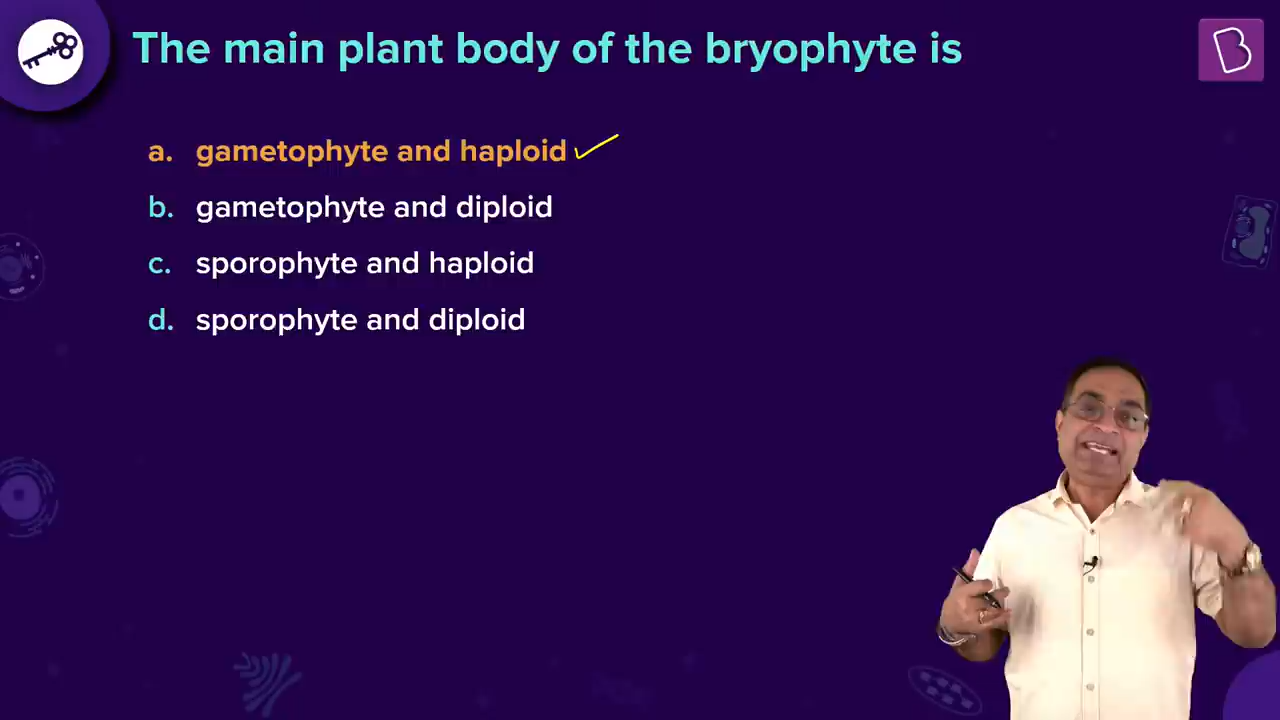 The main plant body of the bryophyte is
a. gametophyte and haploid
b. gametophyte and diploid
c. sporophyte and haploid
d. sporophyte and diploid